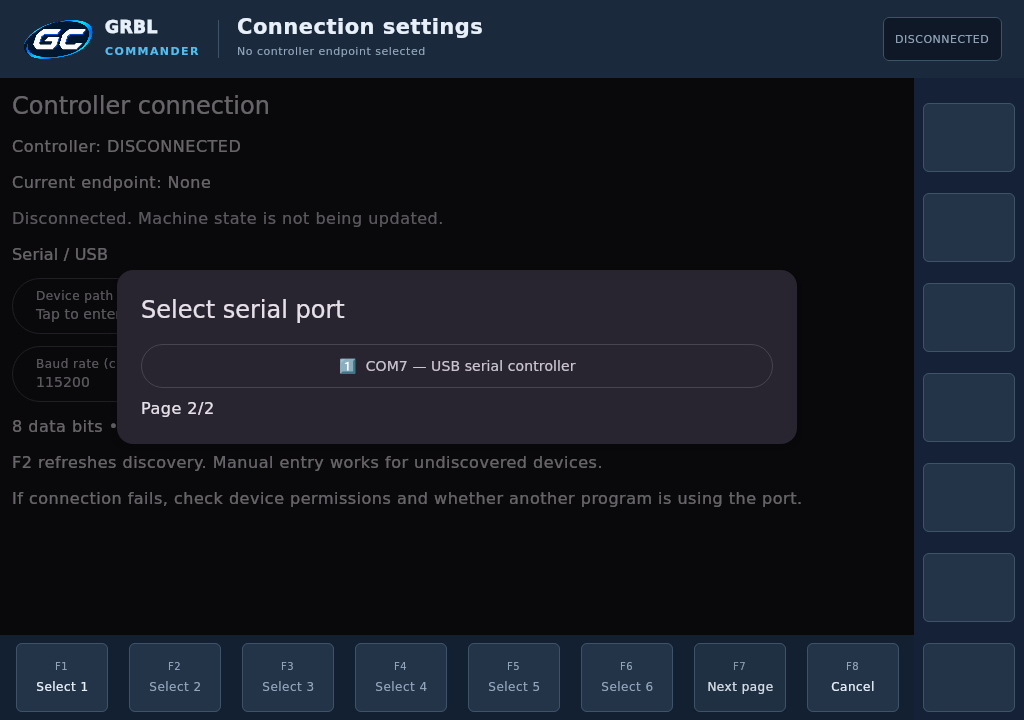 GC
GRBL
COMMANDER
Connection settings
No controller endpoint selected
DISCONNECTED
Controller connection
Controller: DISCONNECTED
Current endpoint: None
Disconnected. Machine state is not being updated.
Serial / USB
Device path
Tap to enter
Baud rate (c
115200
8 data bits •
Select serial port
1️⃣ COM7 — USB serial controller
Page 2/2
F2 refreshes discovery. Manual entry works for undiscovered devices.
If connection fails, check device permissions and whether another program is using the port.
F1
Select 1
F2
Select 2
F3
Select 3
F4
Select 4
F5
Select 5
F6
Select 6
F7
Next page
F8
Cancel